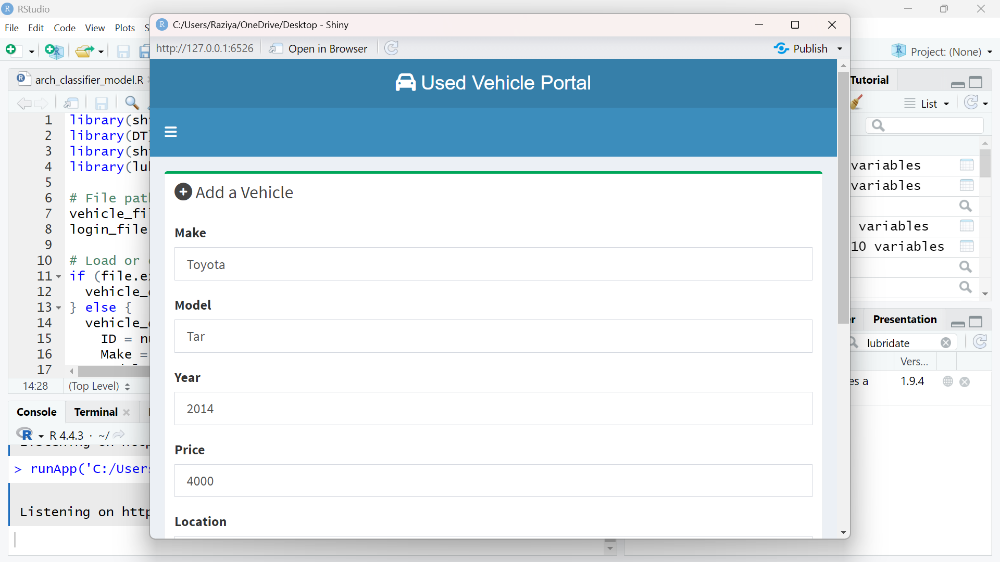 RStudio
File Edit Code View Plots S
C:/Users/Raziya/OneDrive/Desktop - Shiny
http://127.0.0.1:6526 Open in Browser Publish
Project: (None)
arch_classifier_model.R
Used Vehicle Portal
Tutorial
List
1 library(sh
2 library(DT
3 library(sh
4 library(lu
5
6 # File pat
7 vehicle_fi
8 login_file
9
10 # Load or
11 if (file.e
12 vehicle_
13 } else {
14 vehicle_
15 ID = n
16 Make =
17
14:28 (Top Level)
Console Terminal
R 4.4.3 · ~/
> runApp('C:/User
Listening on http
Add a Vehicle
Make
Toyota
Model
Tar
Year
2014
Price
4000
Location
variables
variables
variables
10 variables
er Presentation
lubridate
Vers...
es a 1.9.4